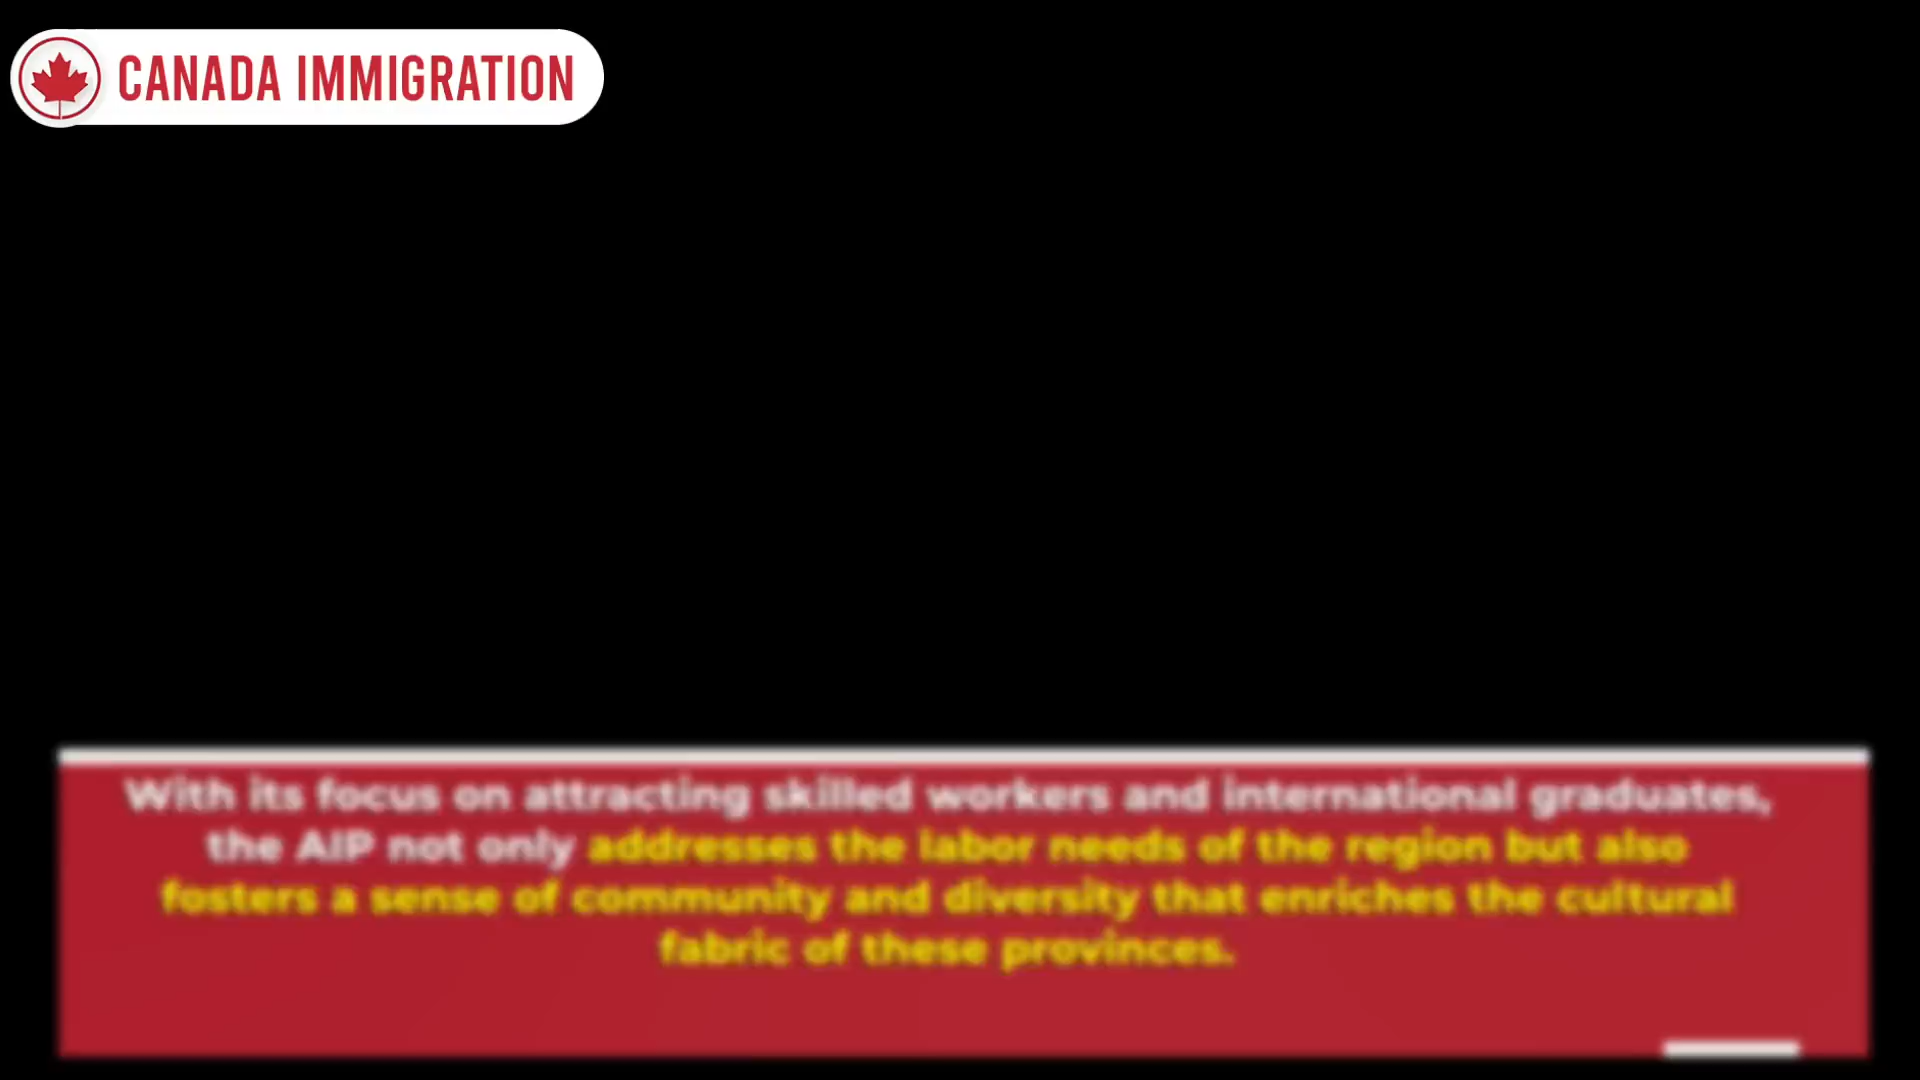 CANADA IMMIGRATION
With its focus on attracting skilled workers and international graduates,
the AIP not only addresses the labor needs of the region but also
fosters a sense of community and diversity that enriches the cultural
fabric of these provinces.